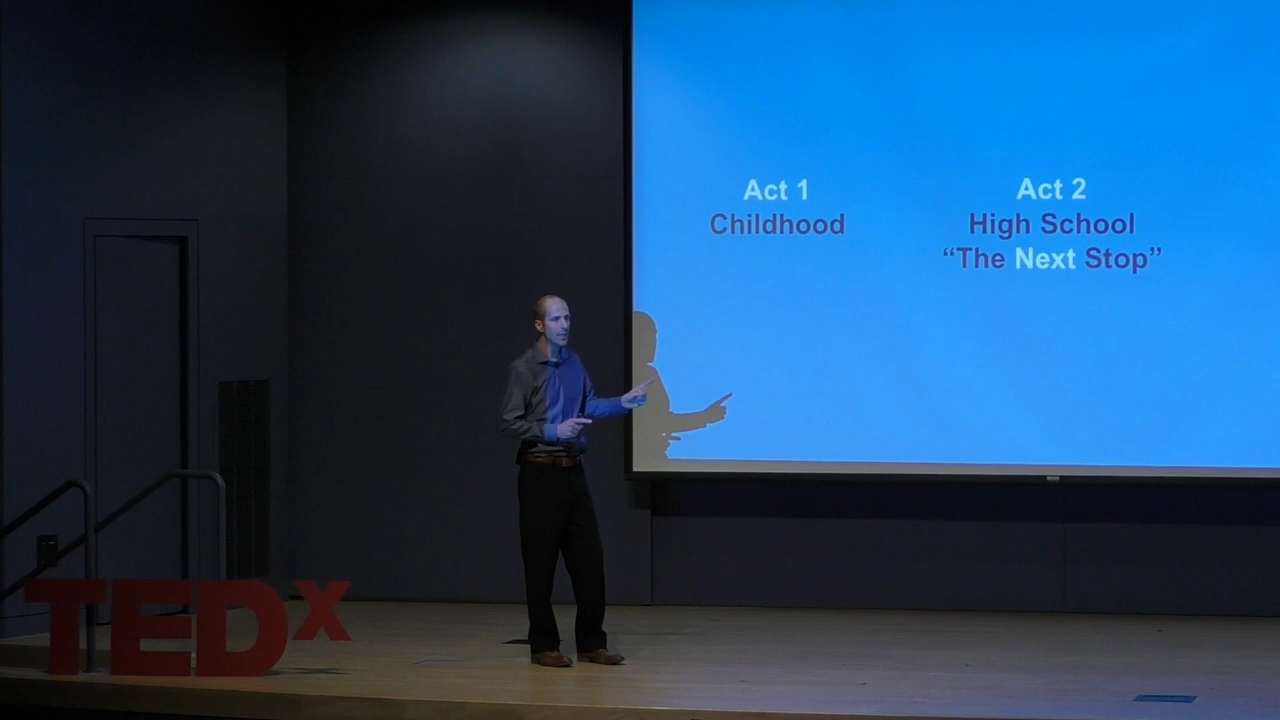 Act 1
Childhood
Act 2
High School
“The Next Stop”
TEDx